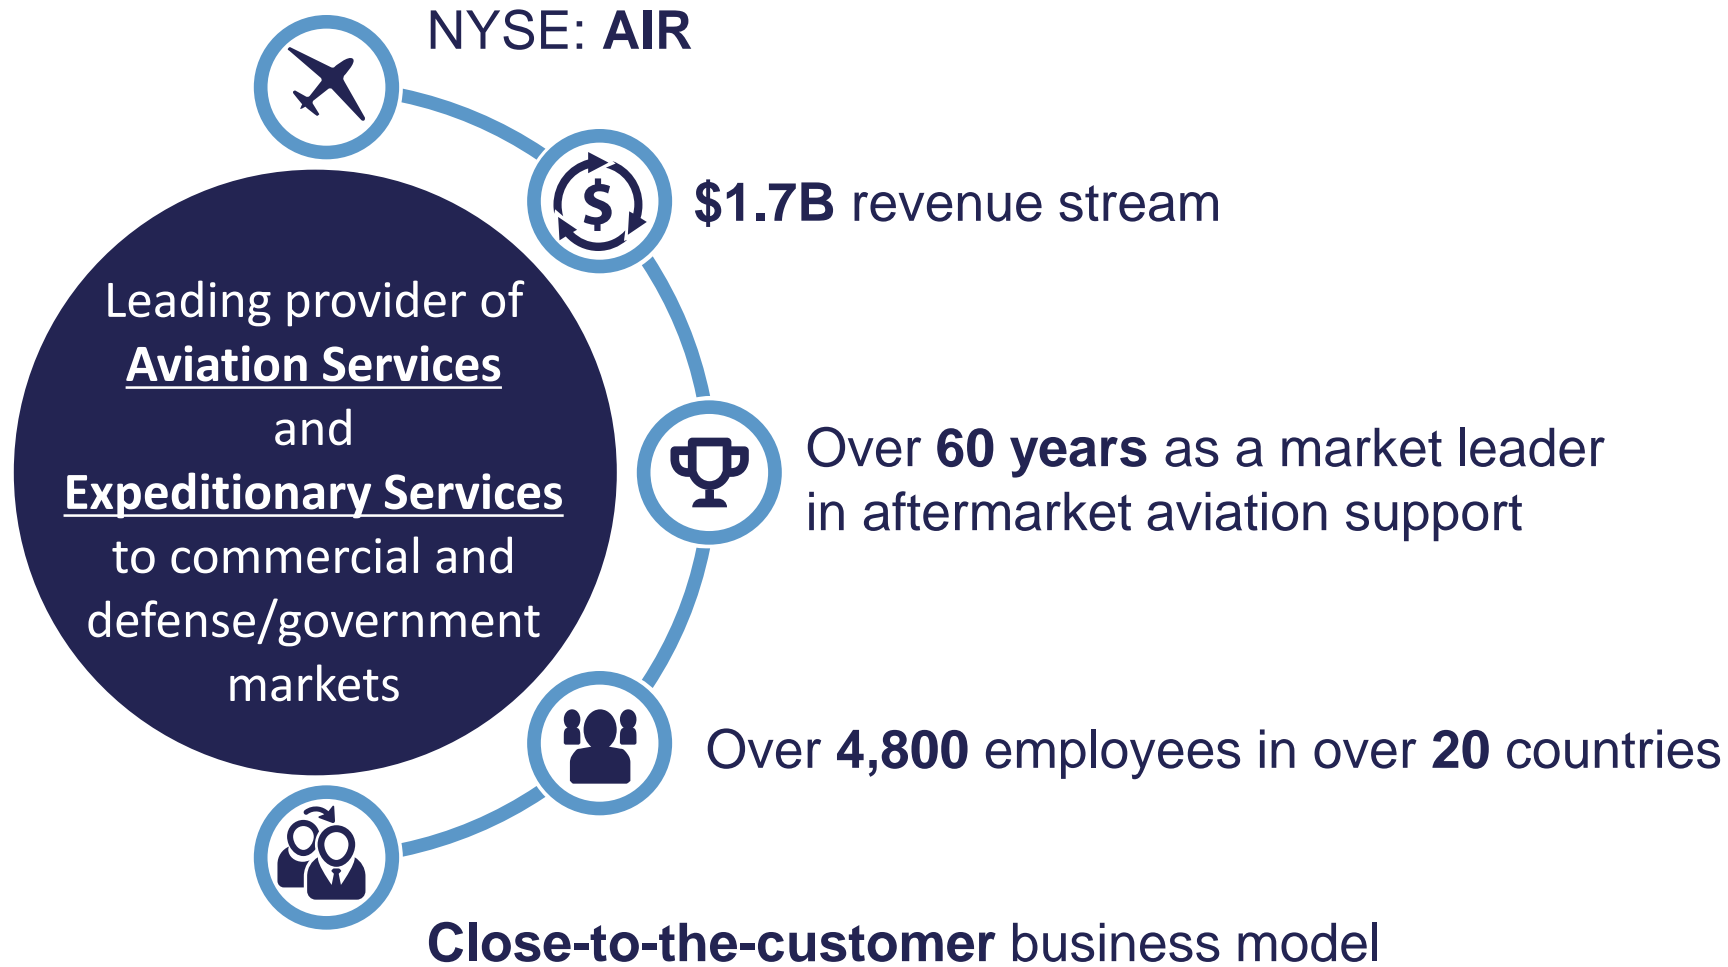 NYSE: AIR
$1.7B revenue stream
Leading provider of
Aviation Services
and
Expeditionary Services
to commercial and
defense/government
markets
Over 60 years as a market leader
in aftermarket aviation support
Over 4,800 employees in over 20 countries
Close-to-the-customer business model